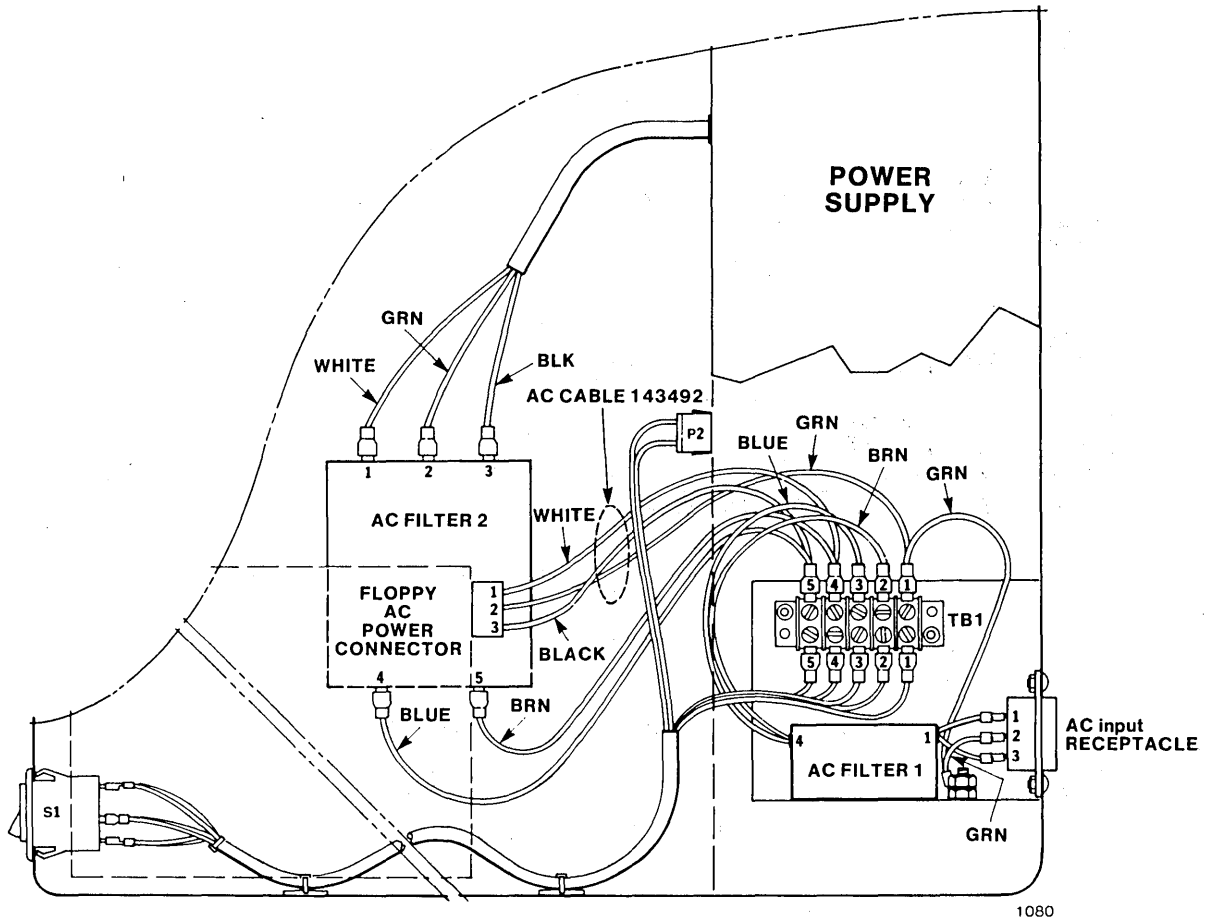 POWER
SUPPLY
GRN
WHITE
BLK
AC CABLE 143492
P2
GRN
BLUE
BRN
GRN
1 2 3
AC FILTER 2
WHITE
1
2
3
FLOPPY
AC
POWER
CONNECTOR
BLACK
5 4 3 2 1
TB1
5 4 3 2 1
4 5
BLUE
BRN
4 1
AC FILTER 1
1
2
3
AC input
RECEPTACLE
GRN
S1
1080